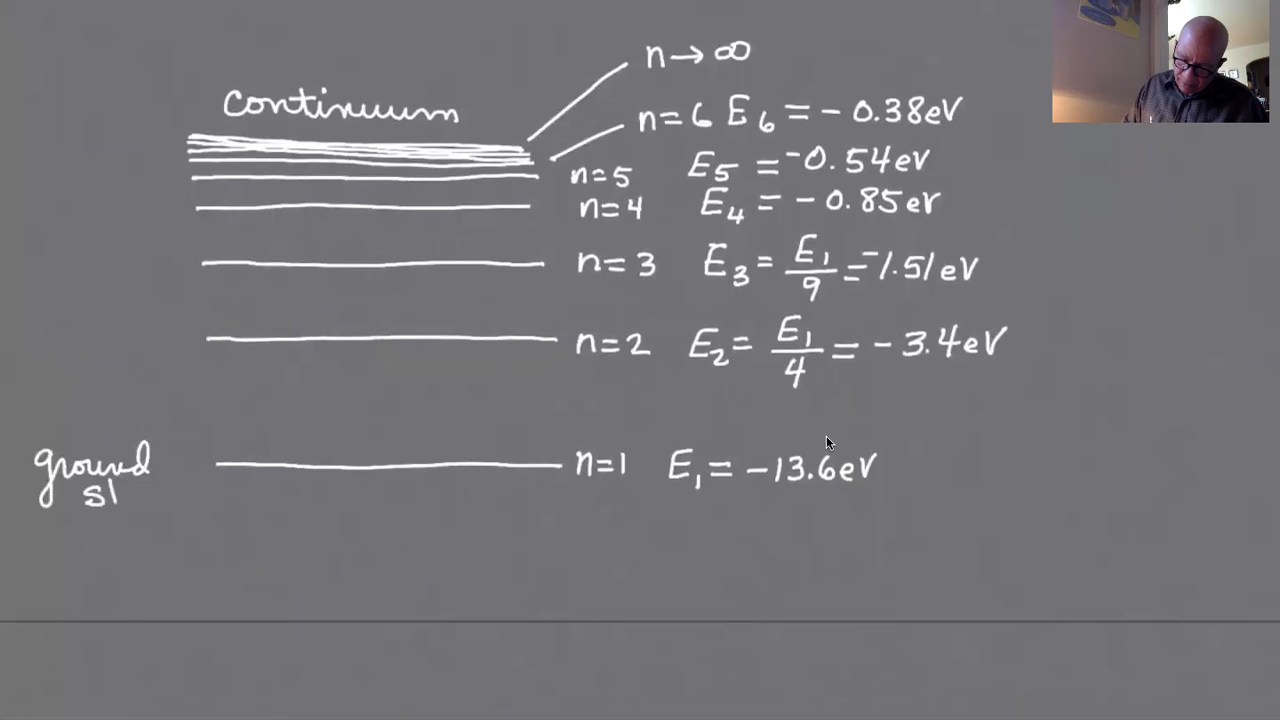 n→∞
continuum
n=6 E₆ = -0.38eV
n=5 E₅ = -0.54eV
n=4 E₄ = -0.85eV
n=3 E₃ = E₁/9 = -1.51eV
n=2 E₂ = E₁/4 = -3.4eV
ground n=1 E₁ = -13.6eV
st